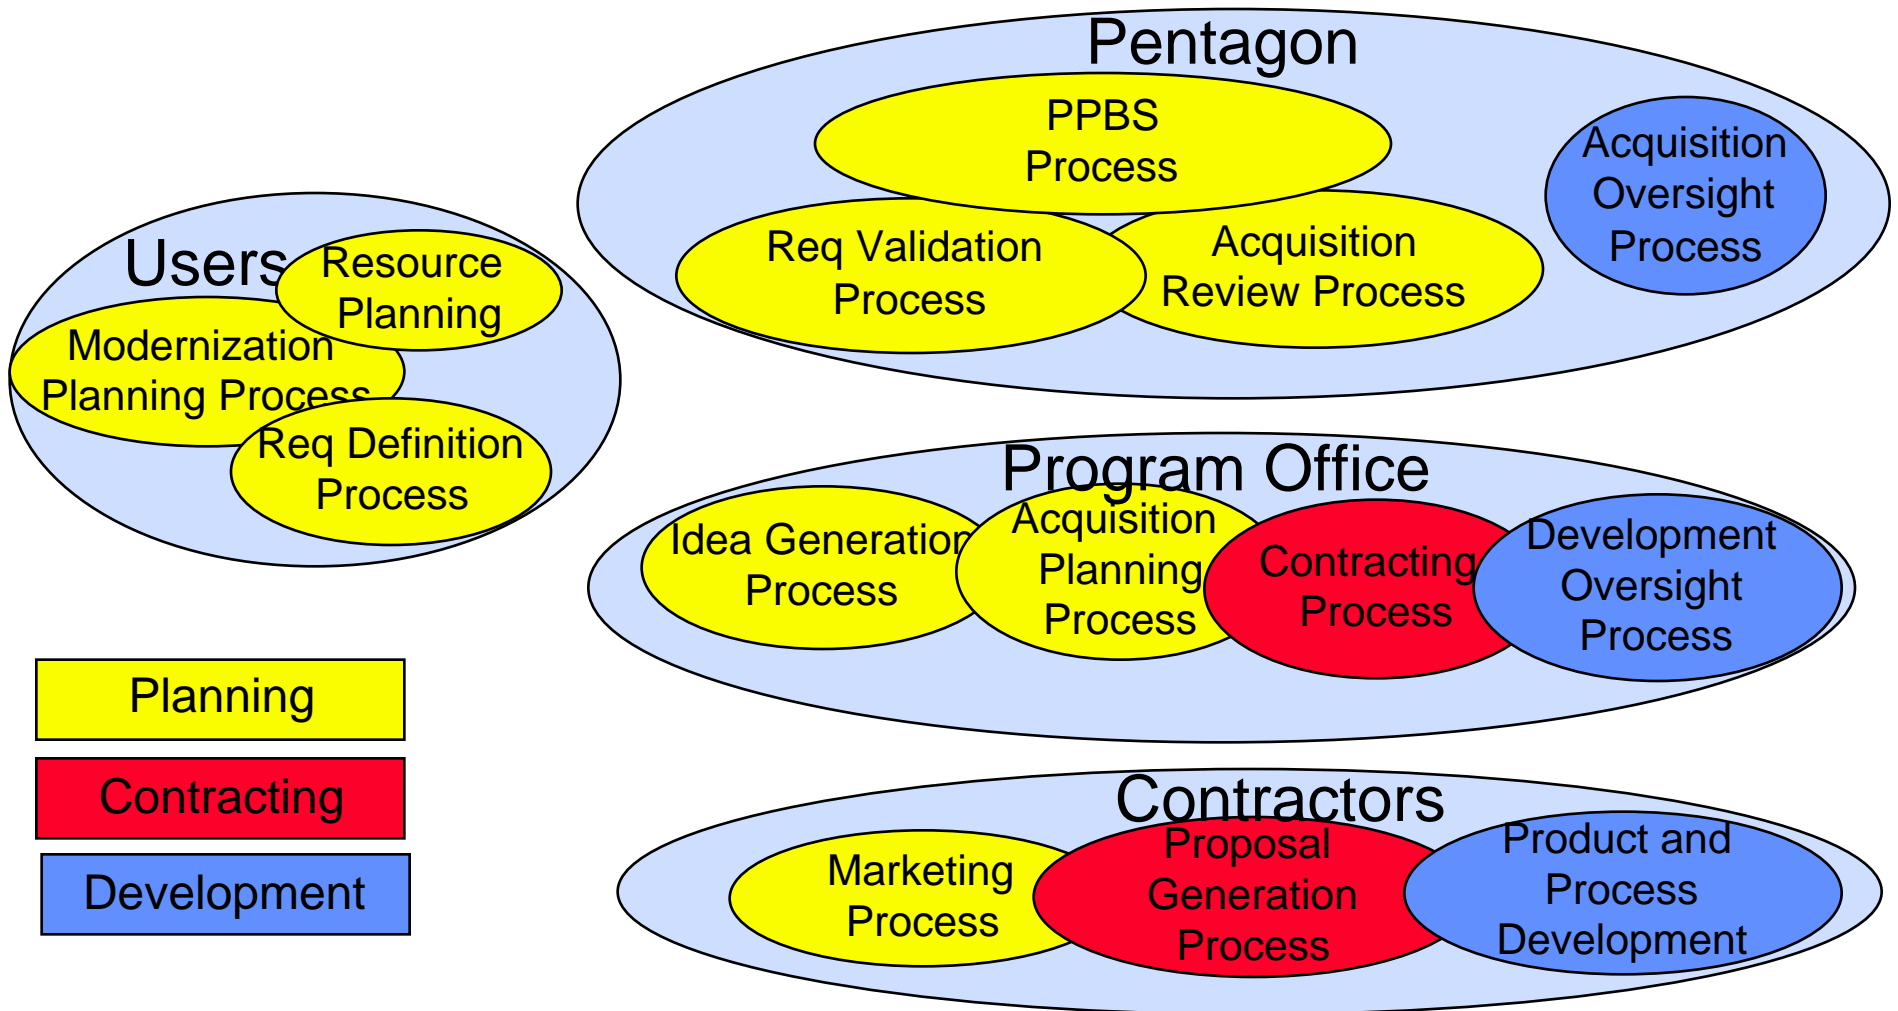 Pentagon
PPBS
Process
Req Validation
Process
Acquisition
Review Process
Acquisition
Oversight
Process
Users
Resource
Planning
Modernization
Planning Process
Req Definition
Process
Program Office
Idea Generation
Process
Acquisition
Planning
Process
Contracting
Process
Development
Oversight
Process
Planning
Contracting
Development
Contractors
Marketing
Process
Proposal
Generation
Process
Product and
Process
Development